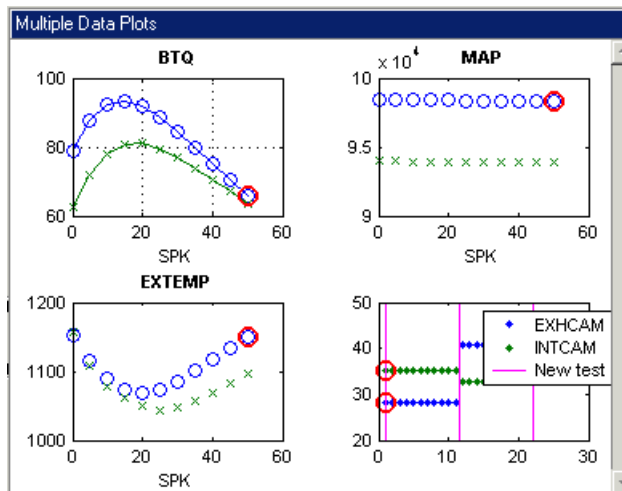 Multiple Data Plots
BTQ
100
80
60
0 20 40 60
SPK
MAP
× 10⁴
10
9.5
9
0 20 40 60
SPK
EXTEMP
1200
1100
1000
0 20 40 60
SPK
50
40
30
20
0 10 20 30
EXHCAM
INTCAM
New test